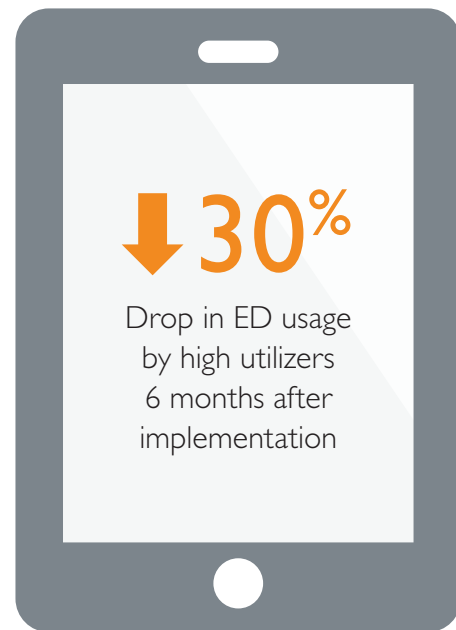 30%
Drop in ED usage
by high utilizers
6 months after
implementation